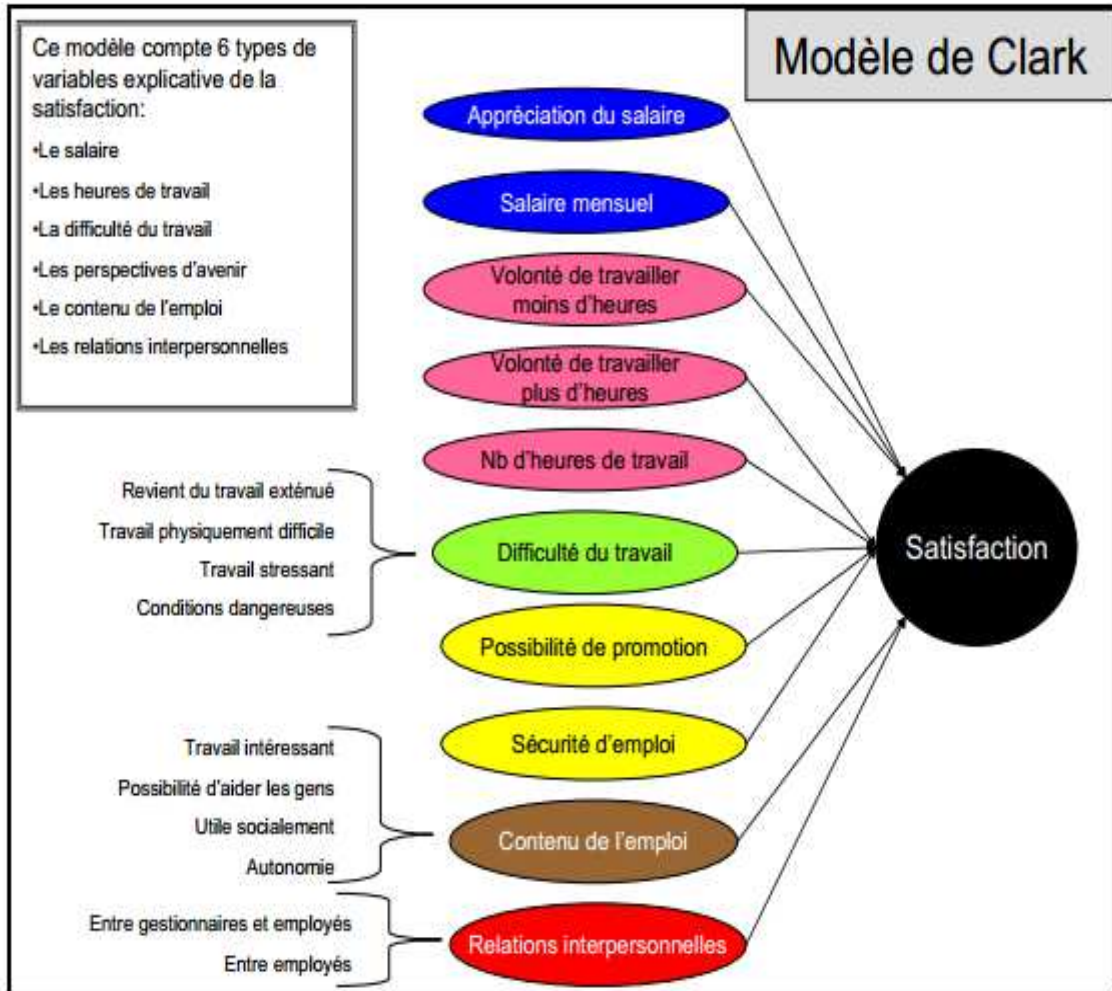 Modèle de Clark
Ce modèle compte 6 types de
variables explicative de la
satisfaction:
•Le salaire
•Les heures de travail
•La difficulté du travail
•Les perspectives d'avenir
•Le contenu de l'emploi
•Les relations interpersonnelles
Appréciation du salaire
Salaire mensuel
Volonté de travailler
moins d'heures
Volonté de travailler
plus d'heures
Nb d'heures de travail
Revient du travail exténué
Travail physiquement difficile
Travail stressant
Conditions dangereuses
Difficulté du travail
Possibilité de promotion
Sécurité d'emploi
Travail intéressant
Possibilité d'aider les gens
Utile socialement
Autonomie
Contenu de l'emploi
Entre gestionnaires et employés
Entre employés
Relations interpersonnelles
Satisfaction